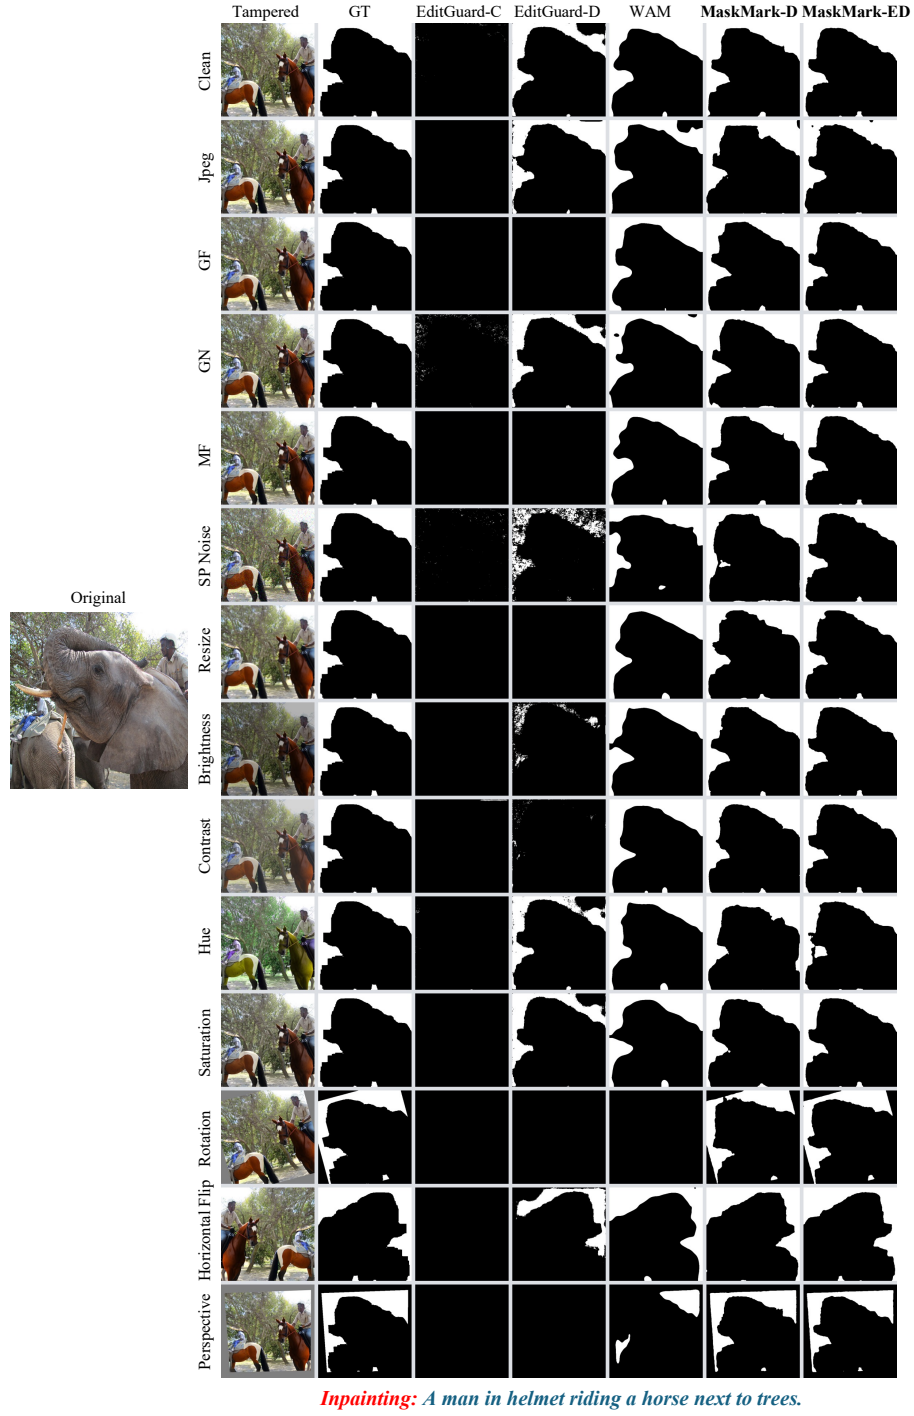 Tampered GT EditGuard-C EditGuard-D WAM MaskMark-D MaskMark-ED
Clean
Jpeg
GF
GN
MF
SP Noise
Original
Resize
Brightness
Contrast
Hue
Saturation
Rotation
Horizontal Flip
Perspective
Inpainting: A man in helmet riding a horse next to trees.